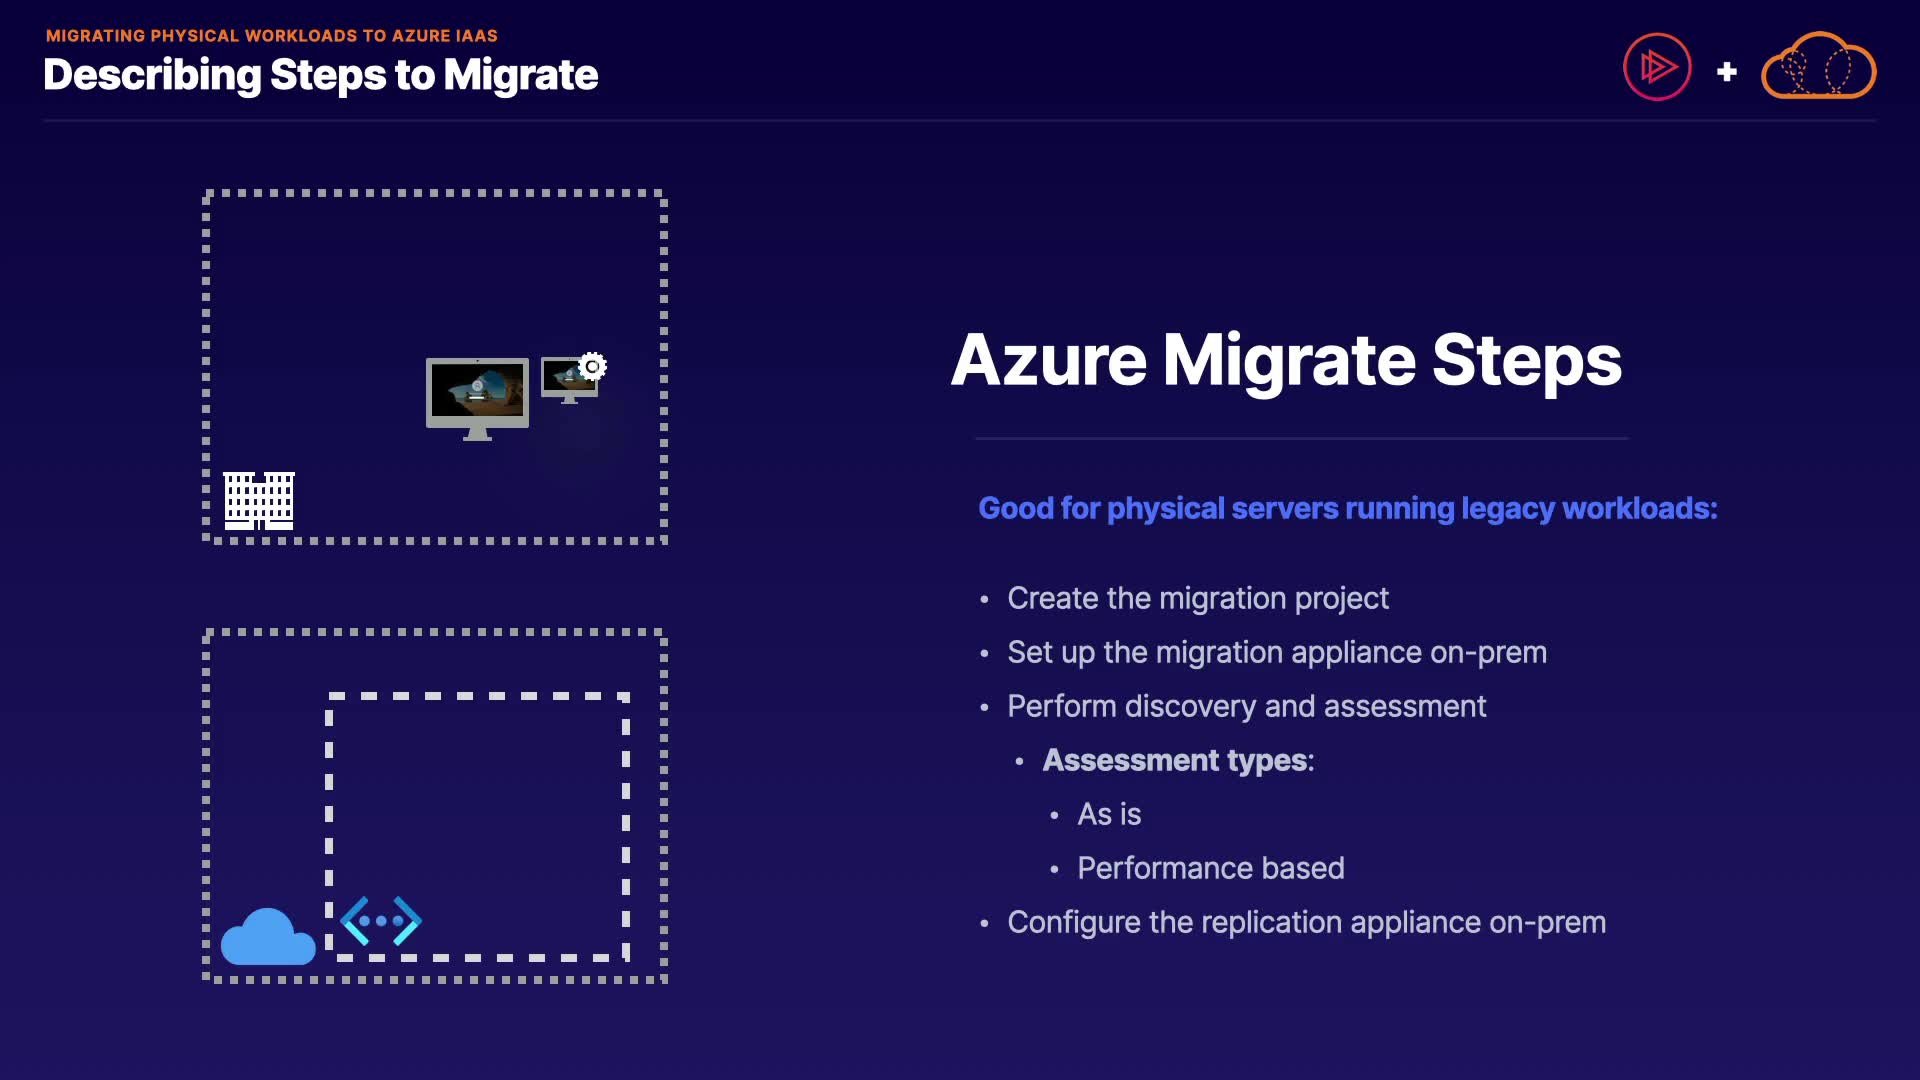 MIGRATING PHYSICAL WORKLOADS TO AZURE IAAS
Describing Steps to Migrate
Azure Migrate Steps
Good for physical servers running legacy workloads:
• Create the migration project
• Set up the migration appliance on-prem
• Perform discovery and assessment
• Assessment types:
• As is
• Performance based
• Configure the replication appliance on-prem